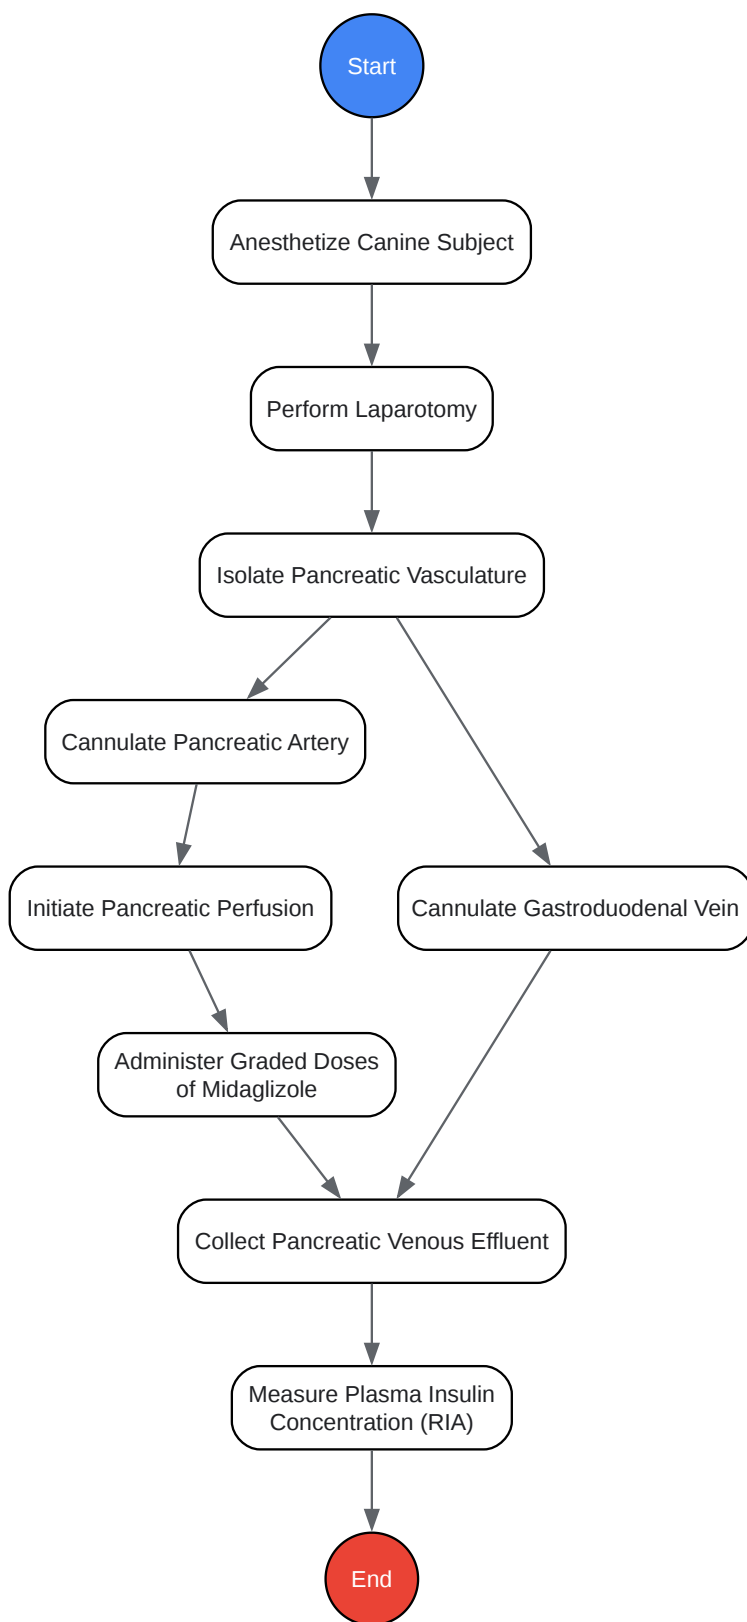 Start
Anesthetize Canine Subject
Perform Laparotomy
Isolate Pancreatic Vasculature
Cannulate Pancreatic Artery
Initiate Pancreatic Perfusion
Cannulate Gastroduodenal Vein
Administer Graded Doses
of Midaglizole
Collect Pancreatic Venous Effluent
Measure Plasma Insulin
Concentration (RIA)
End